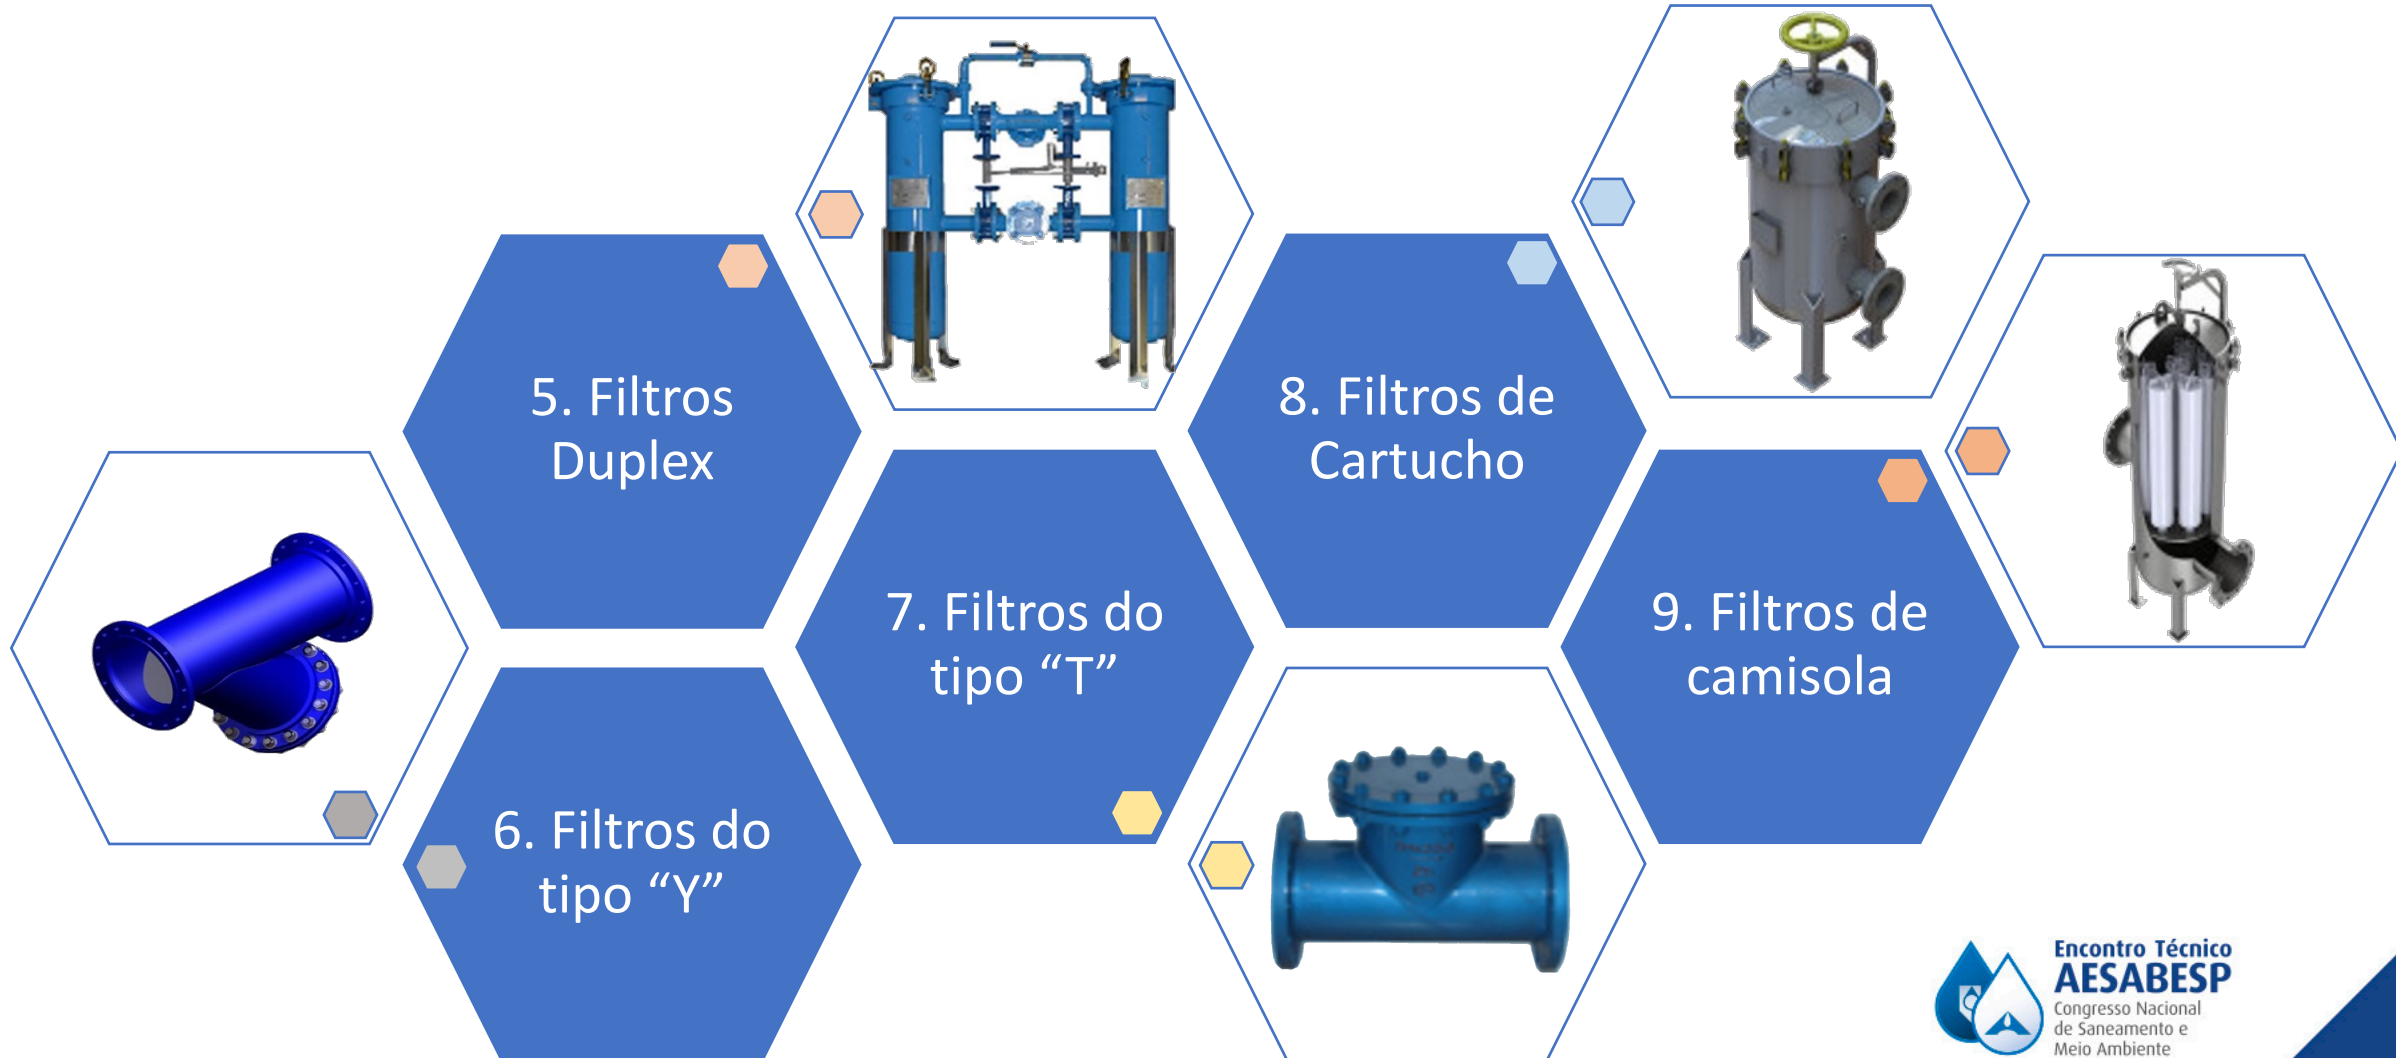 5. Filtros
Duplex
6. Filtros do
tipo “Y”
7. Filtros do
tipo “T”
8. Filtros de
Cartucho
9. Filtros de
camisola
Encontro Técnico
AESABESP
Congresso Nacional
de Saneamento e
Meio Ambiente